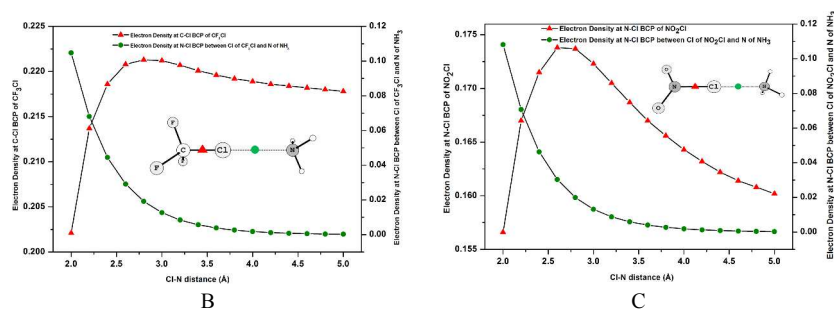 Electron Density at C-Cl BCP of CF3Cl
0.225
0.220
0.215
0.210
0.205
0.200
Electron Density at C-Cl BCP of CF3Cl
Electron Density at N-Cl BCP between Cl of CF3Cl and N of NH3
F
F
C
Cl
N
0.12
0.10
0.08
0.06
0.04
0.02
0.00
Electron Density at N-Cl BCP between Cl of CF3Cl and N of NH3
2.0 2.5 3.0 3.5 4.0 4.5 5.0
Cl-N distance (Å)
B
Electron Density at N-Cl BCP of NO2Cl
0.175
0.170
0.165
0.160
0.155
Electron Density at N-Cl BCP of NO2Cl
Electron Density at N-Cl BCP between Cl of NO2Cl and N of NH3
O
N
Cl
N
O
0.12
0.10
0.08
0.06
0.04
0.02
0.00
Electron Density at N-Cl BCP between Cl of NO2Cl and N of NH3
2.0 2.5 3.0 3.5 4.0 4.5 5.0
Cl-N distance (Å)
C